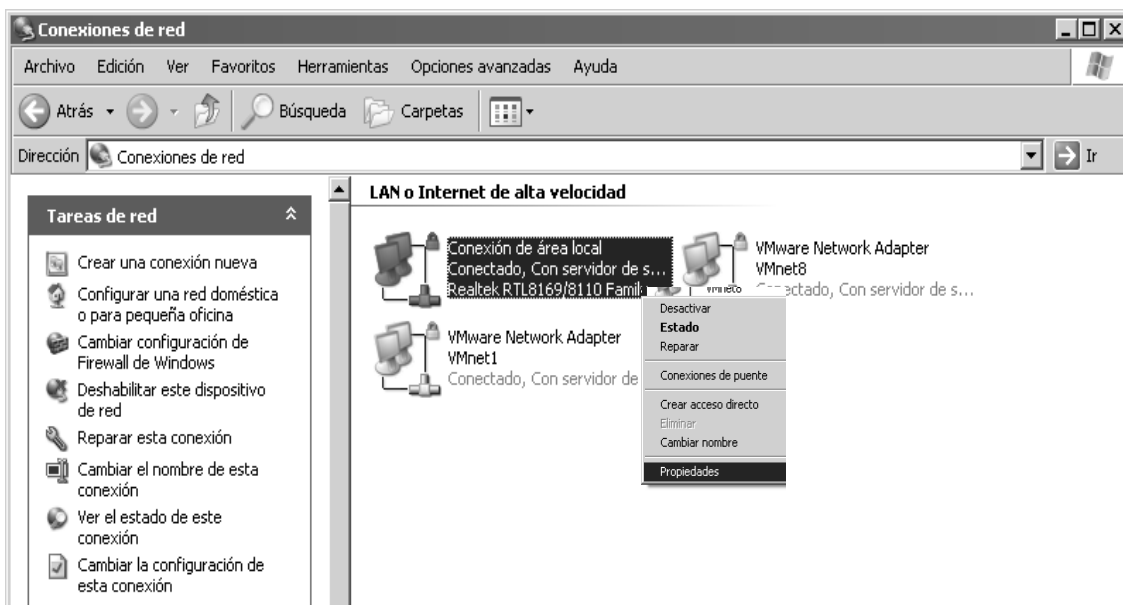 Conexiones de red
Archivo Edición Ver Favoritos Herramientas Opciones avanzadas Ayuda
Atrás Búsqueda Carpetas
Dirección Conexiones de red Ir
Tareas de red
Crear una conexión nueva
Configurar una red doméstica
o para pequeña oficina
Cambiar configuración de
Firewall de Windows
Deshabilitar este dispositivo
de red
Reparar esta conexión
Cambiar el nombre de esta
conexión
Ver el estado de este
conexión
Cambiar la configuración de
esta conexión
LAN o Internet de alta velocidad
Conexión de área local
Conectado, Con servidor de s...
Realtek RTL8169/8110 Famil
VMware Network Adapter
VMnet8
Conectado, Con servidor de s...
VMware Network Adapter
VMnet1
Conectado, Con servidor de
Desactivar
Estado
Reparar
Conexiones de puente
Crear acceso directo
Eliminar
Cambiar nombre
Propiedades